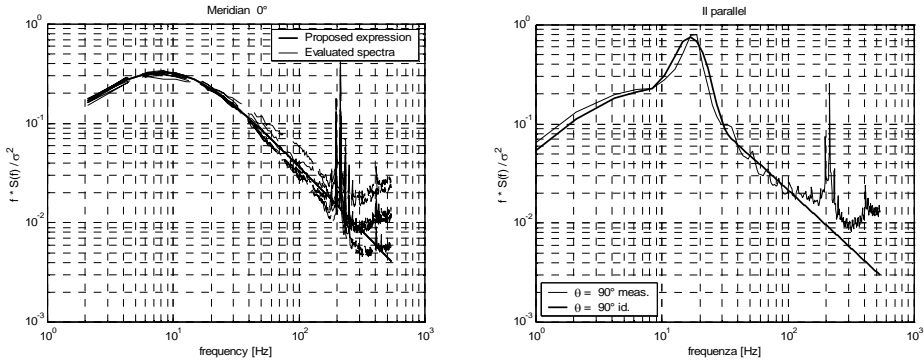 Meridian 0°
10^0
10^-1
10^-2
10^-3
f * S(f) / σ^2
Proposed expression
Evaluated spectra
10^0 10^1 10^2 10^3
frequency [Hz]
II parallel
10^0
10^-1
10^-2
10^-3
f * S(f) / σ^2
θ = 90° meas.
θ = 90° id.
10^0 10^1 10^2 10^3
frequenza [Hz]